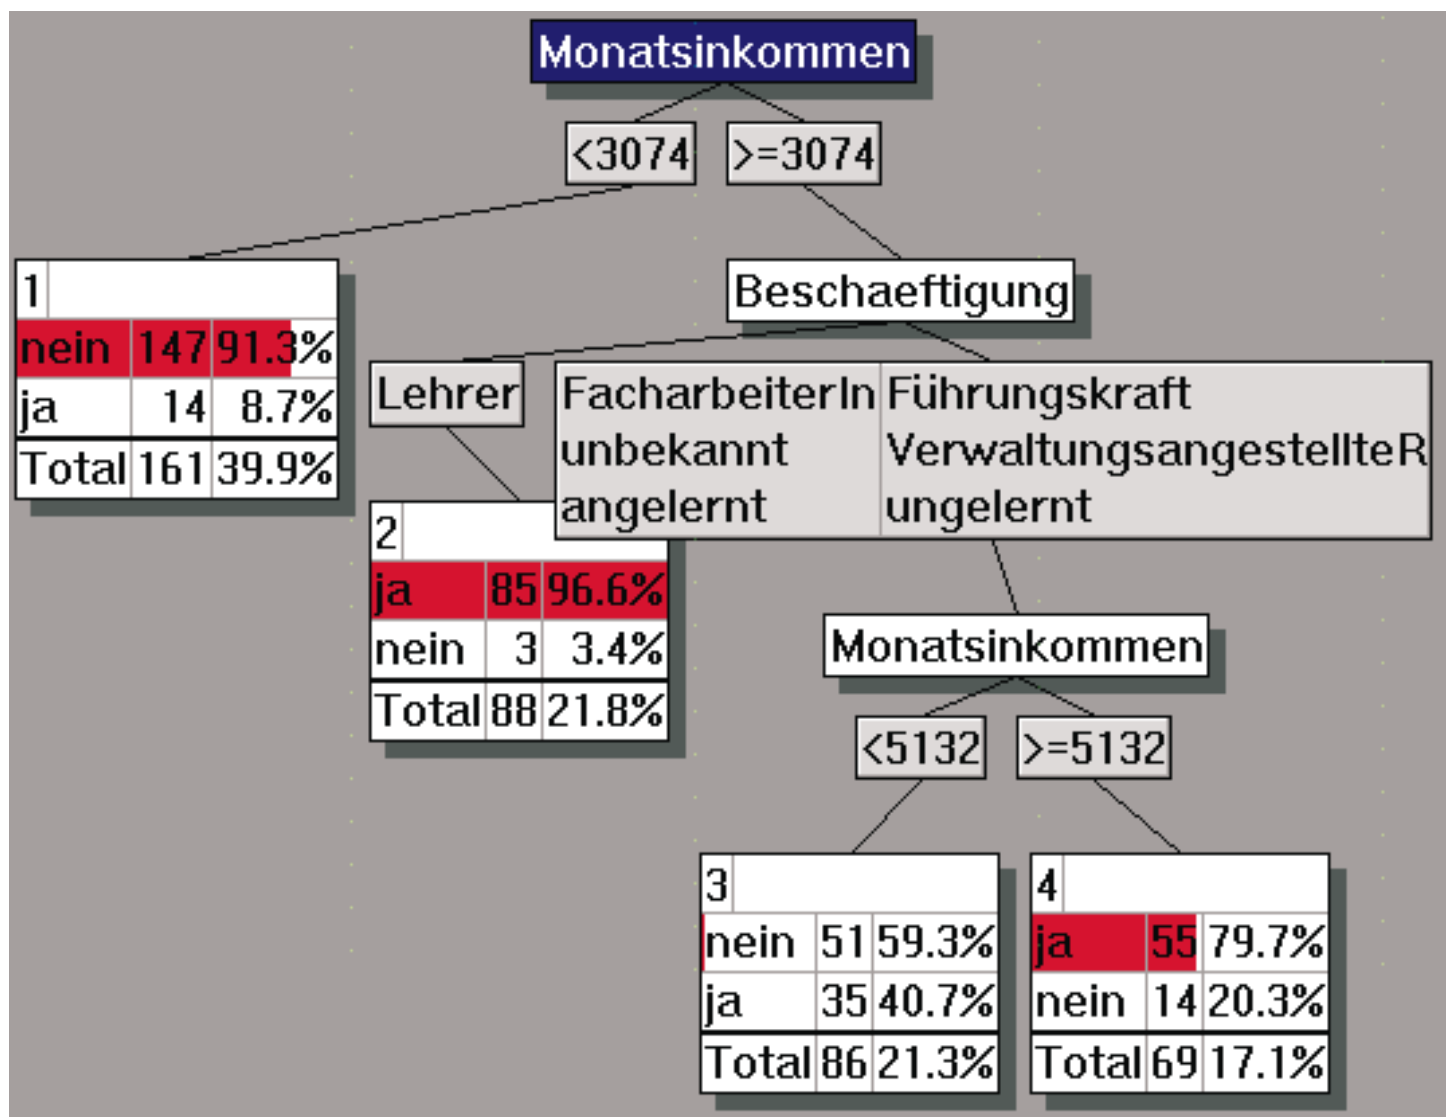 Monatsinkommen
<3074 >=3074
1
nein 147 91.3%
ja 14 8.7%
Total 161 39.9%
Beschaeftigung
Lehrer
FacharbeiterIn Führungskraft
unbekannt VerwaltungsangestellteR
angelernt ungelernt
2
ja 85 96.6%
nein 3 3.4%
Total 88 21.8%
Monatsinkommen
<5132 >=5132
3
nein 51 59.3%
ja 35 40.7%
Total 86 21.3%
4
ja 55 79.7%
nein 14 20.3%
Total 69 17.1%